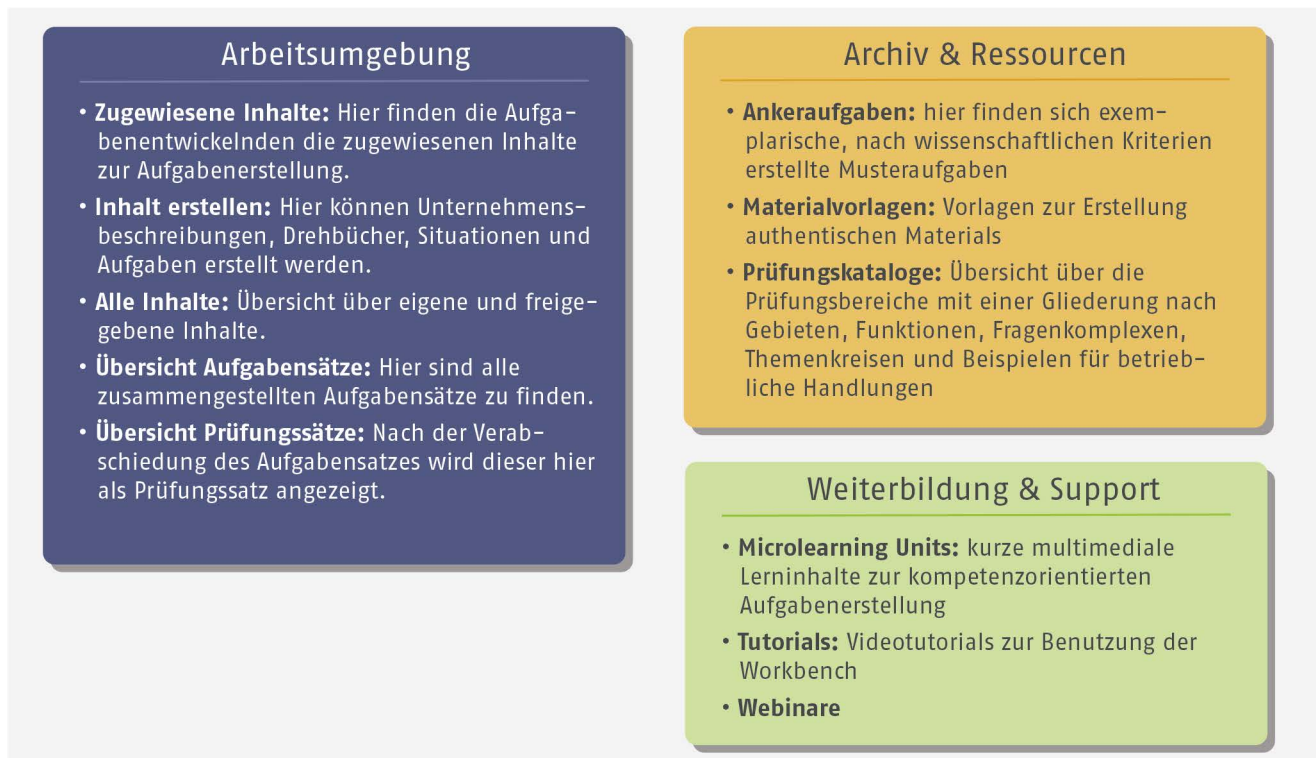 Arbeitsumgebung
• Zugewiesene Inhalte: Hier finden die Aufga-
benentwickelnden die zugewiesenen Inhalte
zur Aufgabenerstellung.
• Inhalt erstellen: Hier können Unternehmens-
beschreibungen, Drehbücher, Situationen und
Aufgaben erstellt werden.
• Alle Inhalte: Übersicht über eigene und freige-
gebene Inhalte.
• Übersicht Aufgabensätze: Hier sind alle
zusammengestellten Aufgabensätze zu finden.
• Übersicht Prüfungssätze: Nach der Verab-
schiedung des Aufgabensatzes wird dieser hier
als Prüfungssatz angezeigt.
Archiv & Ressourcen
• Ankeraufgaben: hier finden sich exem-
plarische, nach wissenschaftlichen Kriterien
erstellte Musteraufgaben
• Materialvorlagen: Vorlagen zur Erstellung
authentischen Materials
• Prüfungskataloge: Übersicht über die
Prüfungsbereiche mit einer Gliederung nach
Gebieten, Funktionen, Fragenkomplexen,
Themenkreisen und Beispielen für betrieb-
liche Handlungen
Weiterbildung & Support
• Microlearning Units: kurze multimediale
Lerninhalte zur kompetenzorientierten
Aufgabenerstellung
• Tutorials: Videotutorials zur Benutzung der
Workbench
• Webinare